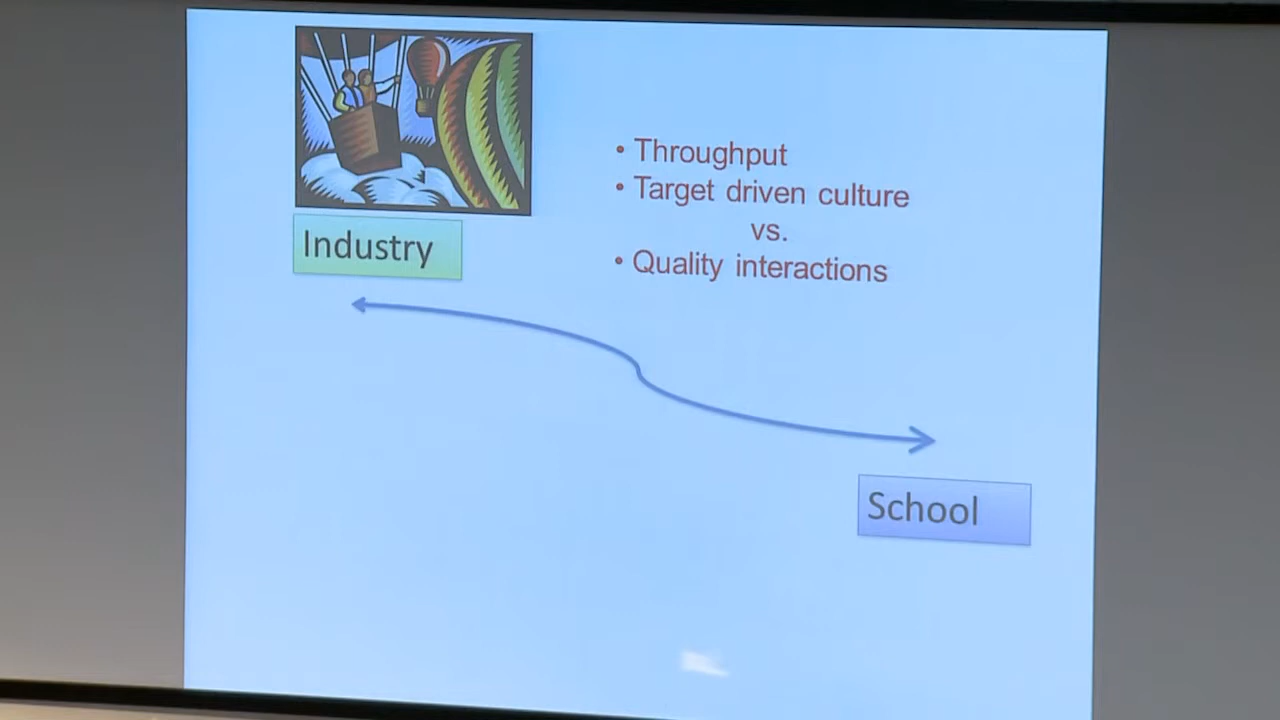 • Throughput
• Target driven culture
vs.
• Quality interactions
Industry
School